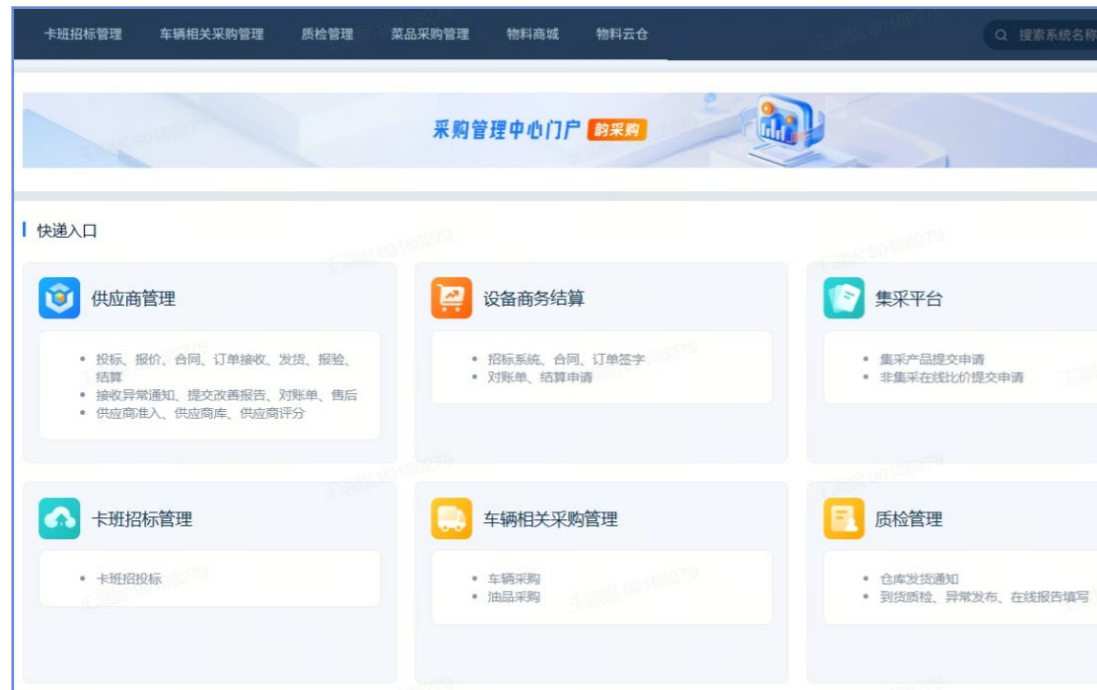 卡班招标管理 车辆相关采购管理 质检管理 菜品采购管理 物料商城 物料云仓 搜索系统名称
采购管理中心门户 韵采购
快递入口
供应商管理
投标、报价、合同、订单接收、发货、报验、
结算
接收异常通知、提交改善报告、对账单、售后
供应商准入、供应商库、供应商评分
设备商务结算
招标系统、合同、订单签字
对账单、结算申请
集采平台
集采产品提交申请
非集采在线比价提交申请
卡班招标管理
卡班招投标
车辆相关采购管理
车辆采购
油品采购
质检管理
仓库发货通知
到货质检、异常发布、在线报告填写